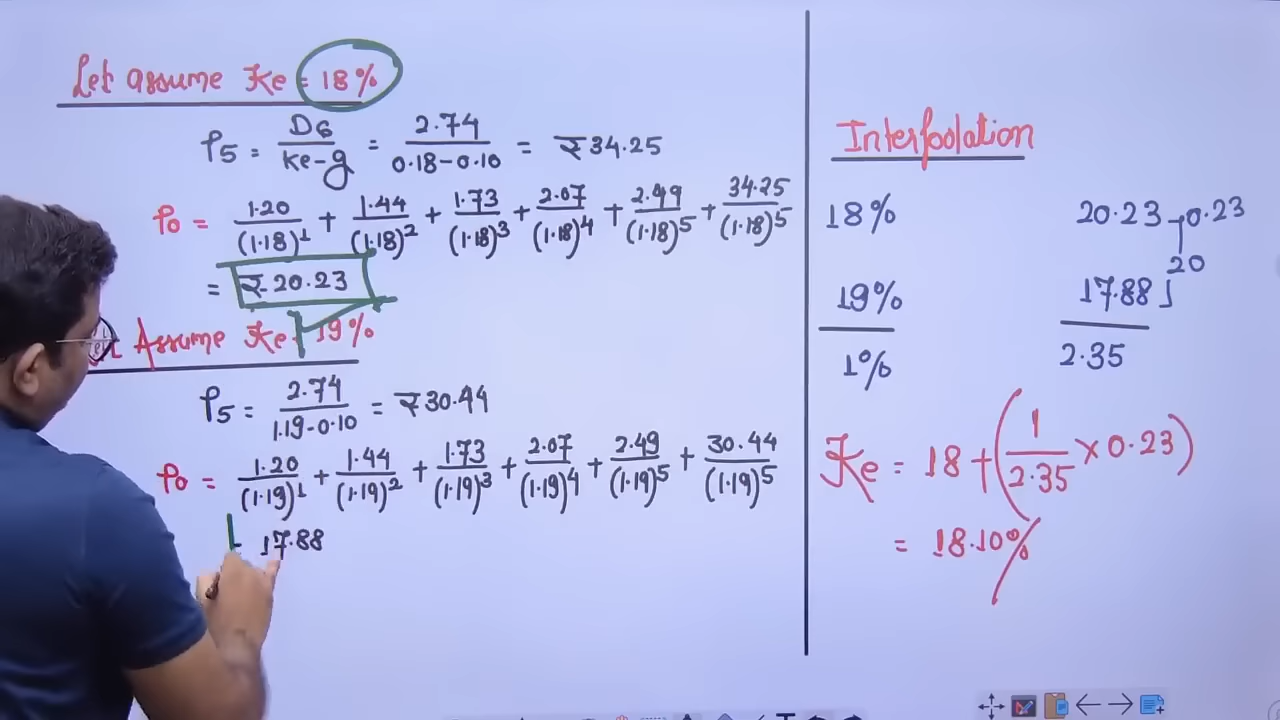 Let assume Ke = 18%
P5 = D6/ke-g = 2.74/0.18-0.10 = ₹34.25
P0 = 1.20/(1.18)^1 + 1.44/(1.18)^2 + 1.73/(1.18)^3 + 2.07/(1.18)^4 + 2.49/(1.18)^5 + 34.25/(1.18)^5
= ₹20.23
Assume Ke = 19%
P5 = 2.74/1.19-0.10 = ₹30.44
P0 = 1.20/(1.19)^1 + 1.44/(1.19)^2 + 1.73/(1.19)^3 + 2.07/(1.19)^4 + 2.49/(1.19)^5 + 30.44/(1.19)^5
17.88
Interpolation
18% 20.23 0.23
20
19% 17.88
1% 2.35
Ke = 18 + (1/2.35 × 0.23)
= 18.10%